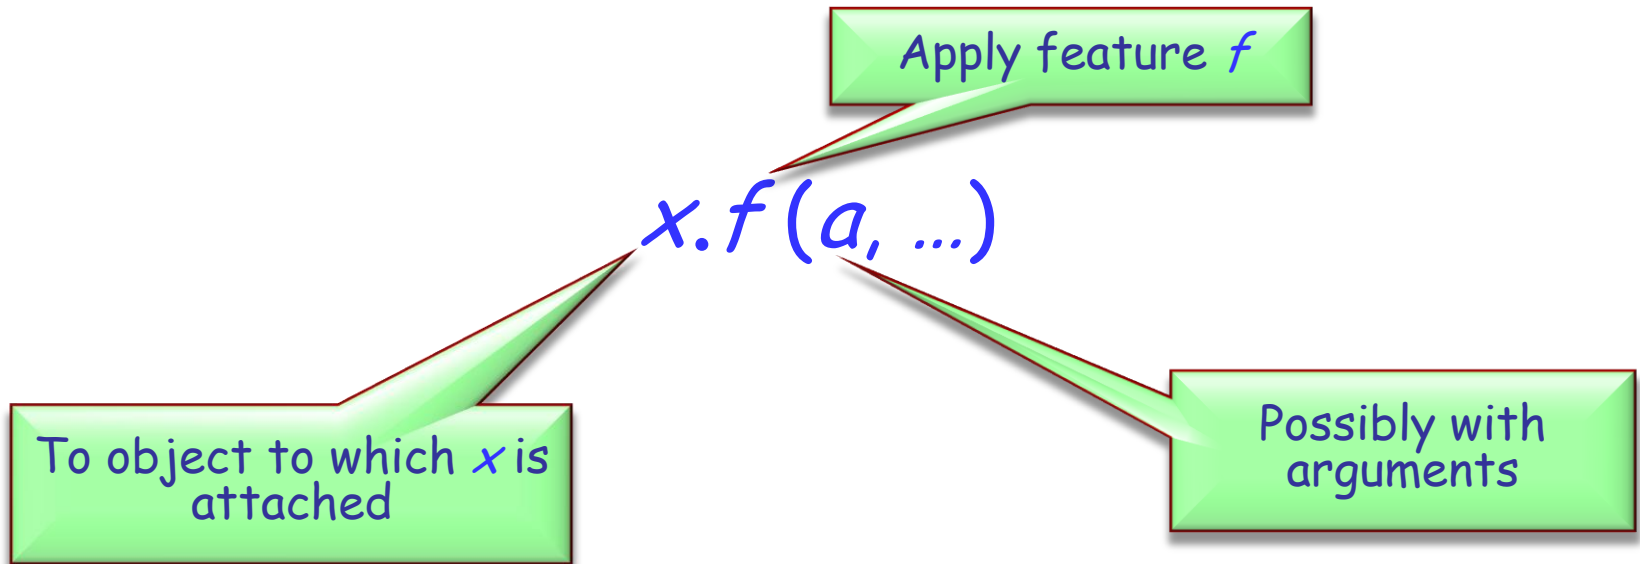 Apply feature f
x.f (a, ...)
To object to which x is
attached
Possibly with
arguments